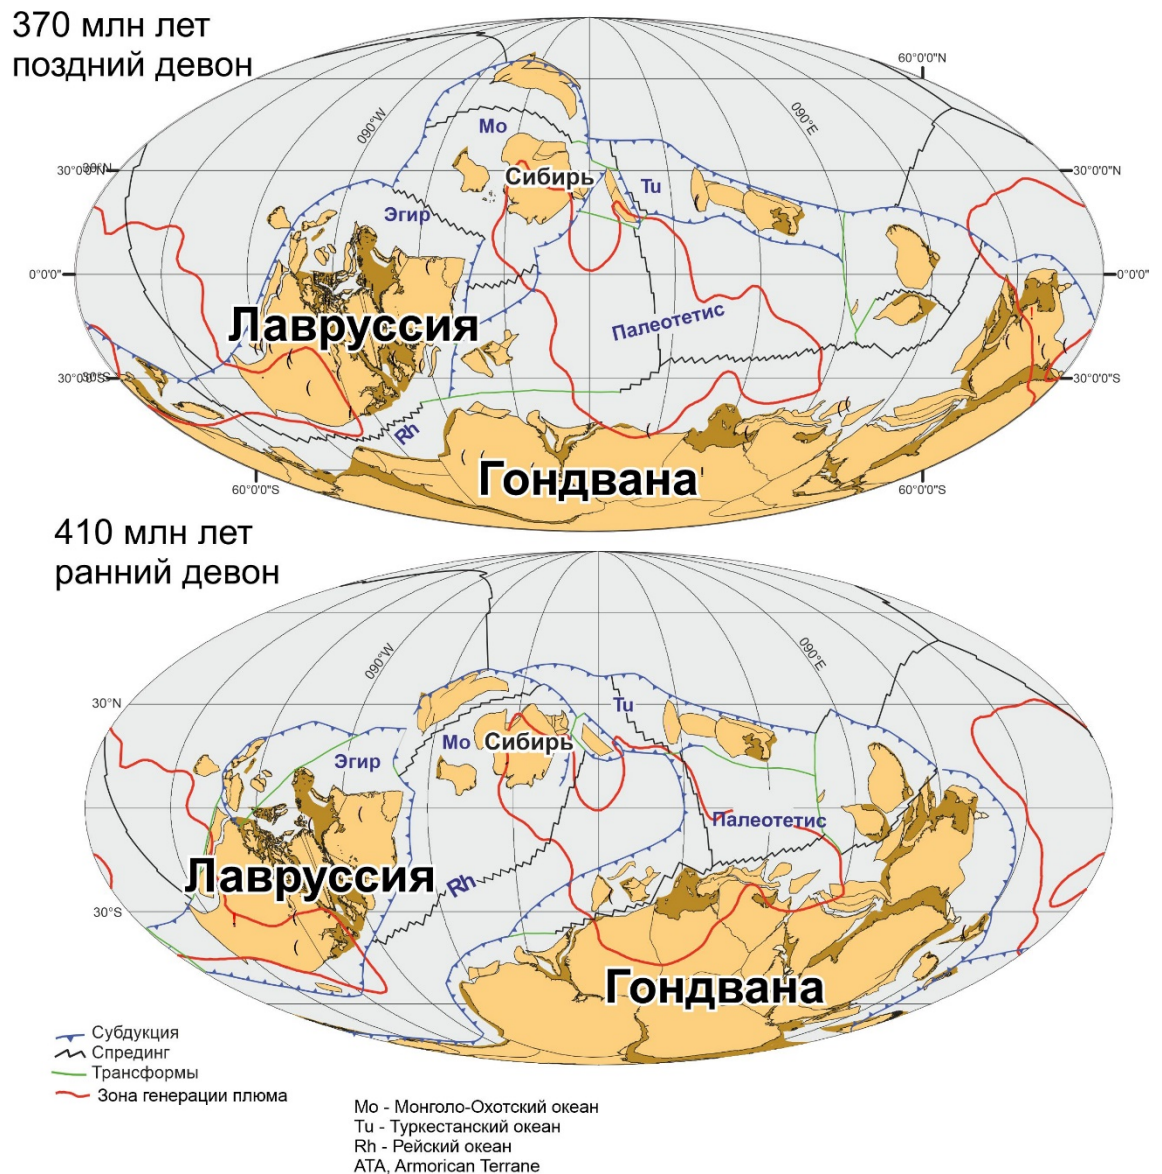 370 млн лет
поздний девон
60°0'0"N
090°W
090°E
Mo
30°0'0"N
30°0'0"N
Сибирь
Tu
Эгир
0°0'0"
0°0'0"
Лавруссия
Палеотетис
30°0'0"S
30°0'0"S
Rh
Гондвана
60°0'0"S
60°0'0"S
410 млн лет
ранний девон
090°W
090°E
30°N
Tu
Mo
Сибирь
Эгир
Палеотетис
Лавруссия
Rh
30°S
Гондвана
Субдукция
Спрединг
Трансформы
Зона генерации плюма
Mo - Монголо-Охотский океан
Tu - Туркестанский океан
Rh - Рейский океан
ATA, Armorican Terrane